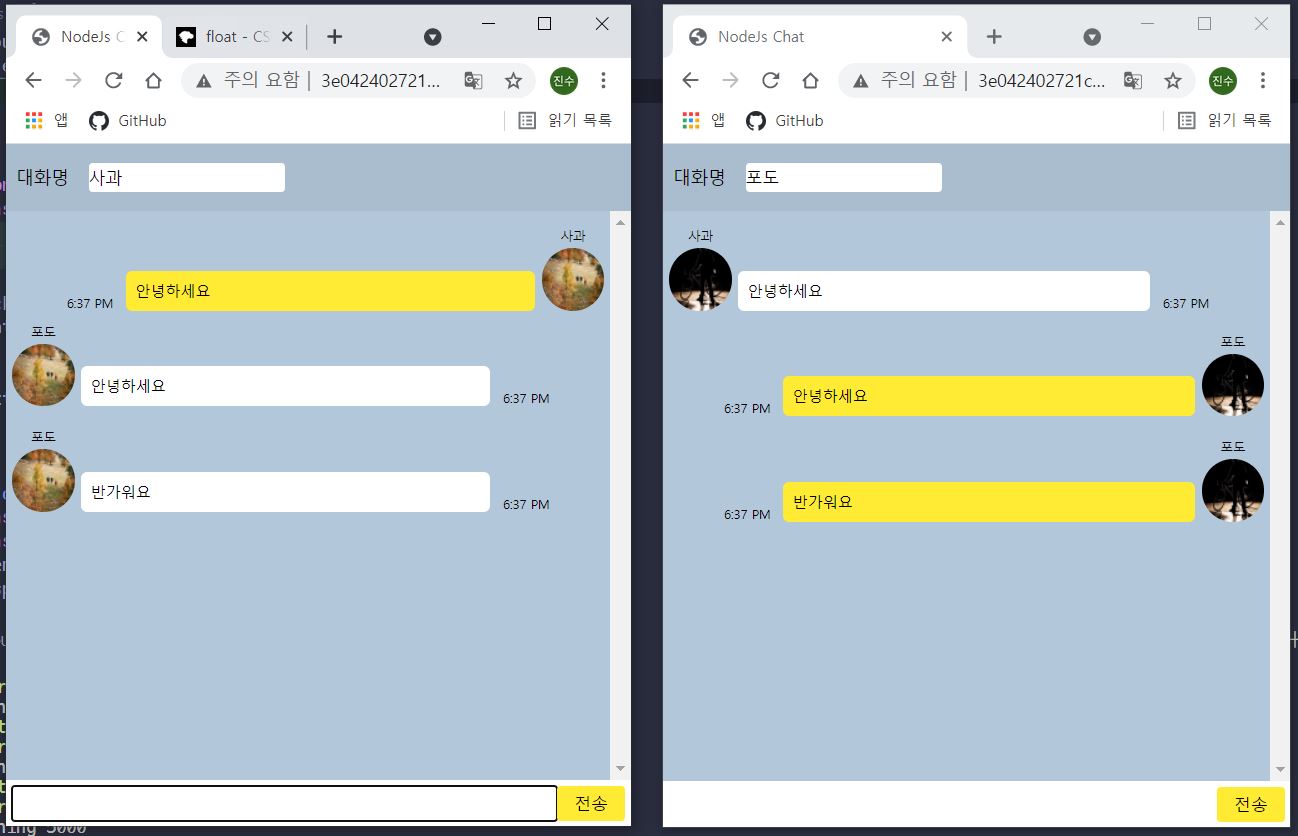 NodeJs C
float - CS
주의 요함 | 3e042402721...
진수
앱 GitHub 읽기 목록
대화명 사과
사과
안녕하세요
6:37 PM
포도
안녕하세요
6:37 PM
포도
반가워요
6:37 PM
전송
NodeJs Chat
주의 요함 | 3e042402721c...
진수
앱 GitHub 읽기 목록
대화명 포도
사과
안녕하세요
6:37 PM
포도
안녕하세요
6:37 PM
포도
반가워요
6:37 PM
전송